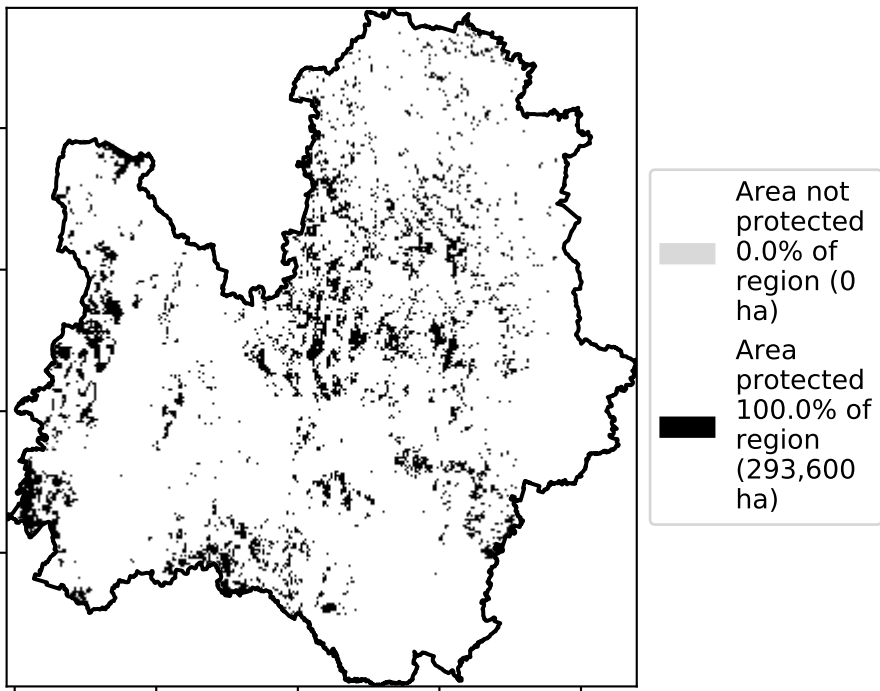 Area not
protected
0.0% of
region (0
ha)
Area
protected
100.0% of
region
(293,600
ha)